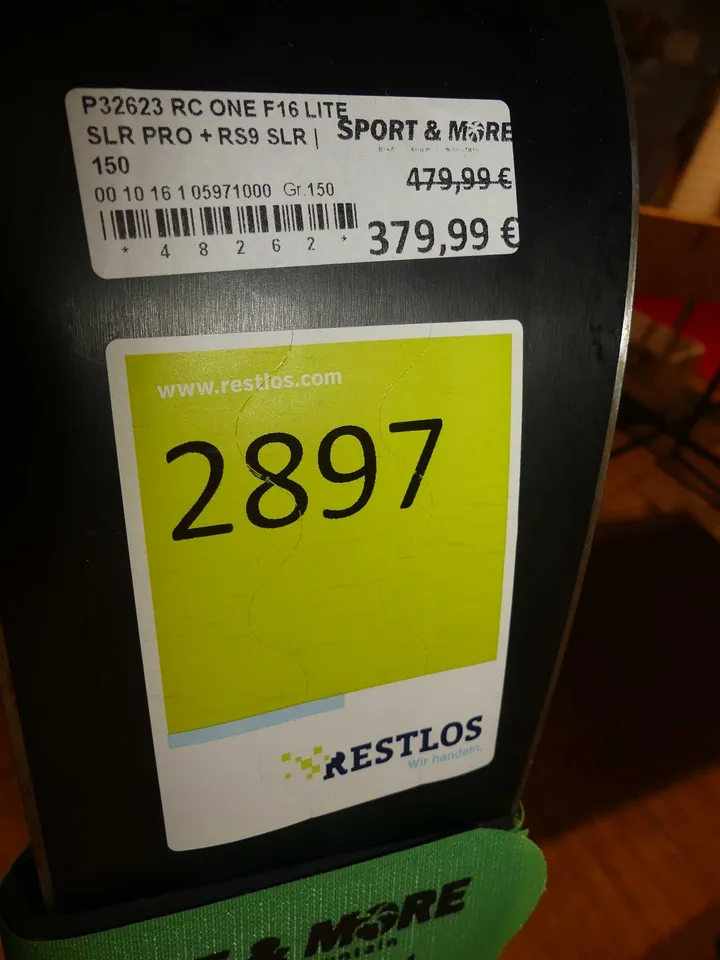 P32623 RC ONE F16 LITE
SLR PRO + RS9 SLR |
150
SPORT & MORE
479,99 €
00 10 16 1 05971000 Gr.150
* 4 8 2 6 2 *
379,99 €
www.restlos.com
2897
RESTLOS
Wir handeln.
& MORE